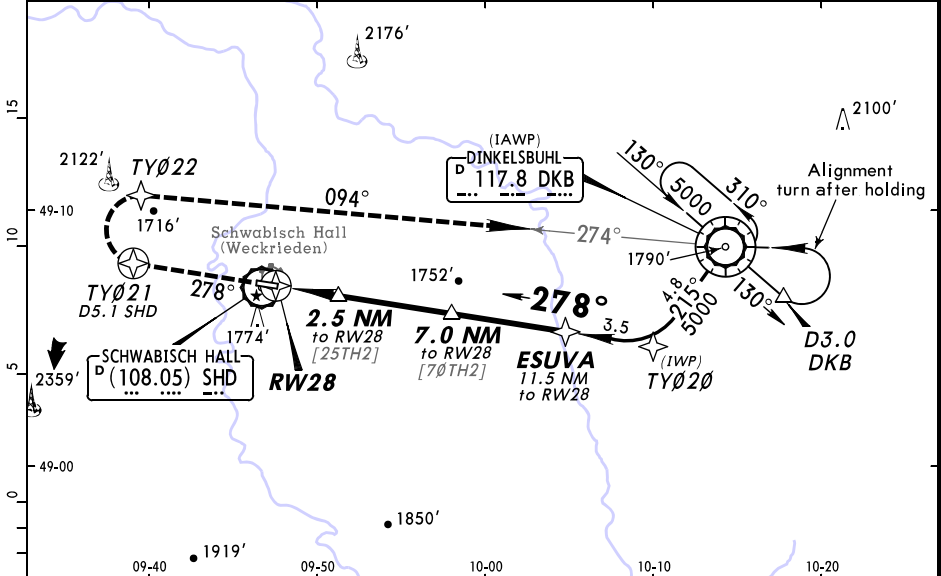 2176'
2100'
15
(IAWP)
DINKELSBUHL
D 117.8 DKB
130°
5000
310°
Alignment
turn after holding
2122'
TYØ22
094°
1716'
49-10
10
274°
Schwabisch Hall
(Weckrieden)
1790'
1752'
TYØ21
D5.1 SHD
278°
278°
4.8
215°
5000
130°
1774'
2.5 NM
to RW28
[25TH2]
7.0 NM
to RW28
[7ØTH2]
3.5
ESUVA
11.5 NM
to RW28
(IWP)
TYØ2Ø
D3.0
DKB
SCHWABISCH HALL
D (108.05) SHD
RW28
5
2359'
49-00
0
1850'
1919'
09-40
09-50
10-00
10-10
10-20